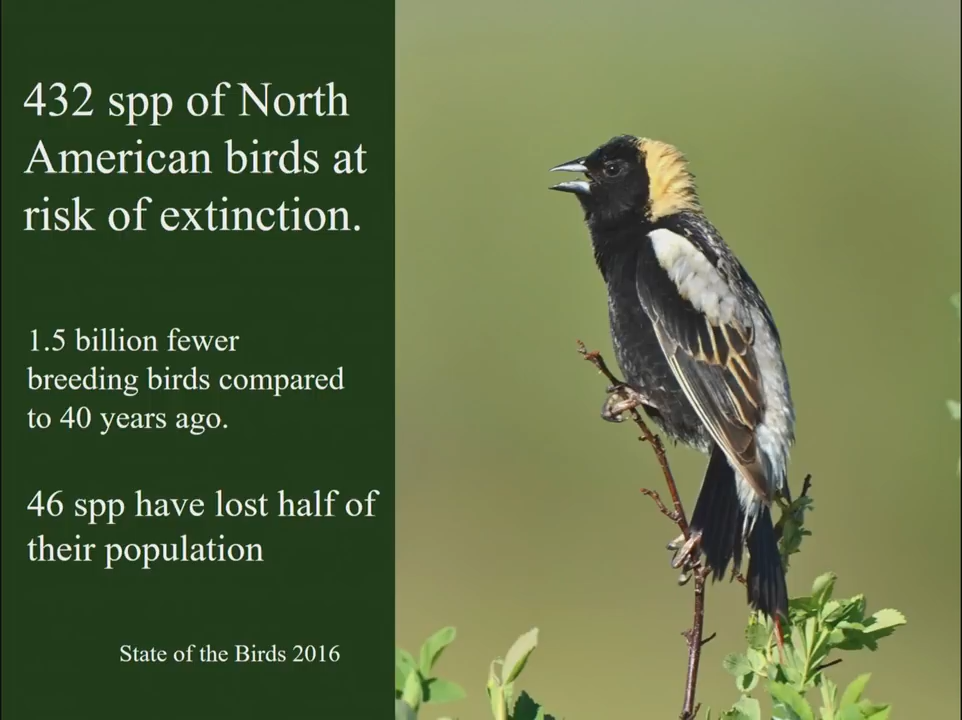 432 spp of North
American birds at
risk of extinction.
1.5 billion fewer
breeding birds compared
to 40 years ago.
46 spp have lost half of
their population
State of the Birds 2016